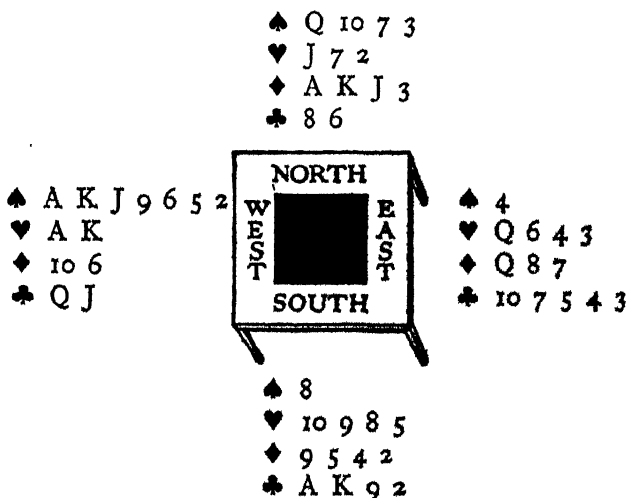 ♠ Q 10 7 3
♥ J 7 2
♦ A K J 3
♣ 8 6
NORTH
♠ A K J 9 6 5 2
♥ A K
♦ 10 6
♣ Q J
WEST
EAST
♠ 4
♥ Q 6 4 3
♦ Q 8 7
♣ 10 7 5 4 3
SOUTH
♠ 8
♥ 10 9 8 5
♦ 9 5 4 2
♣ A K 9 2